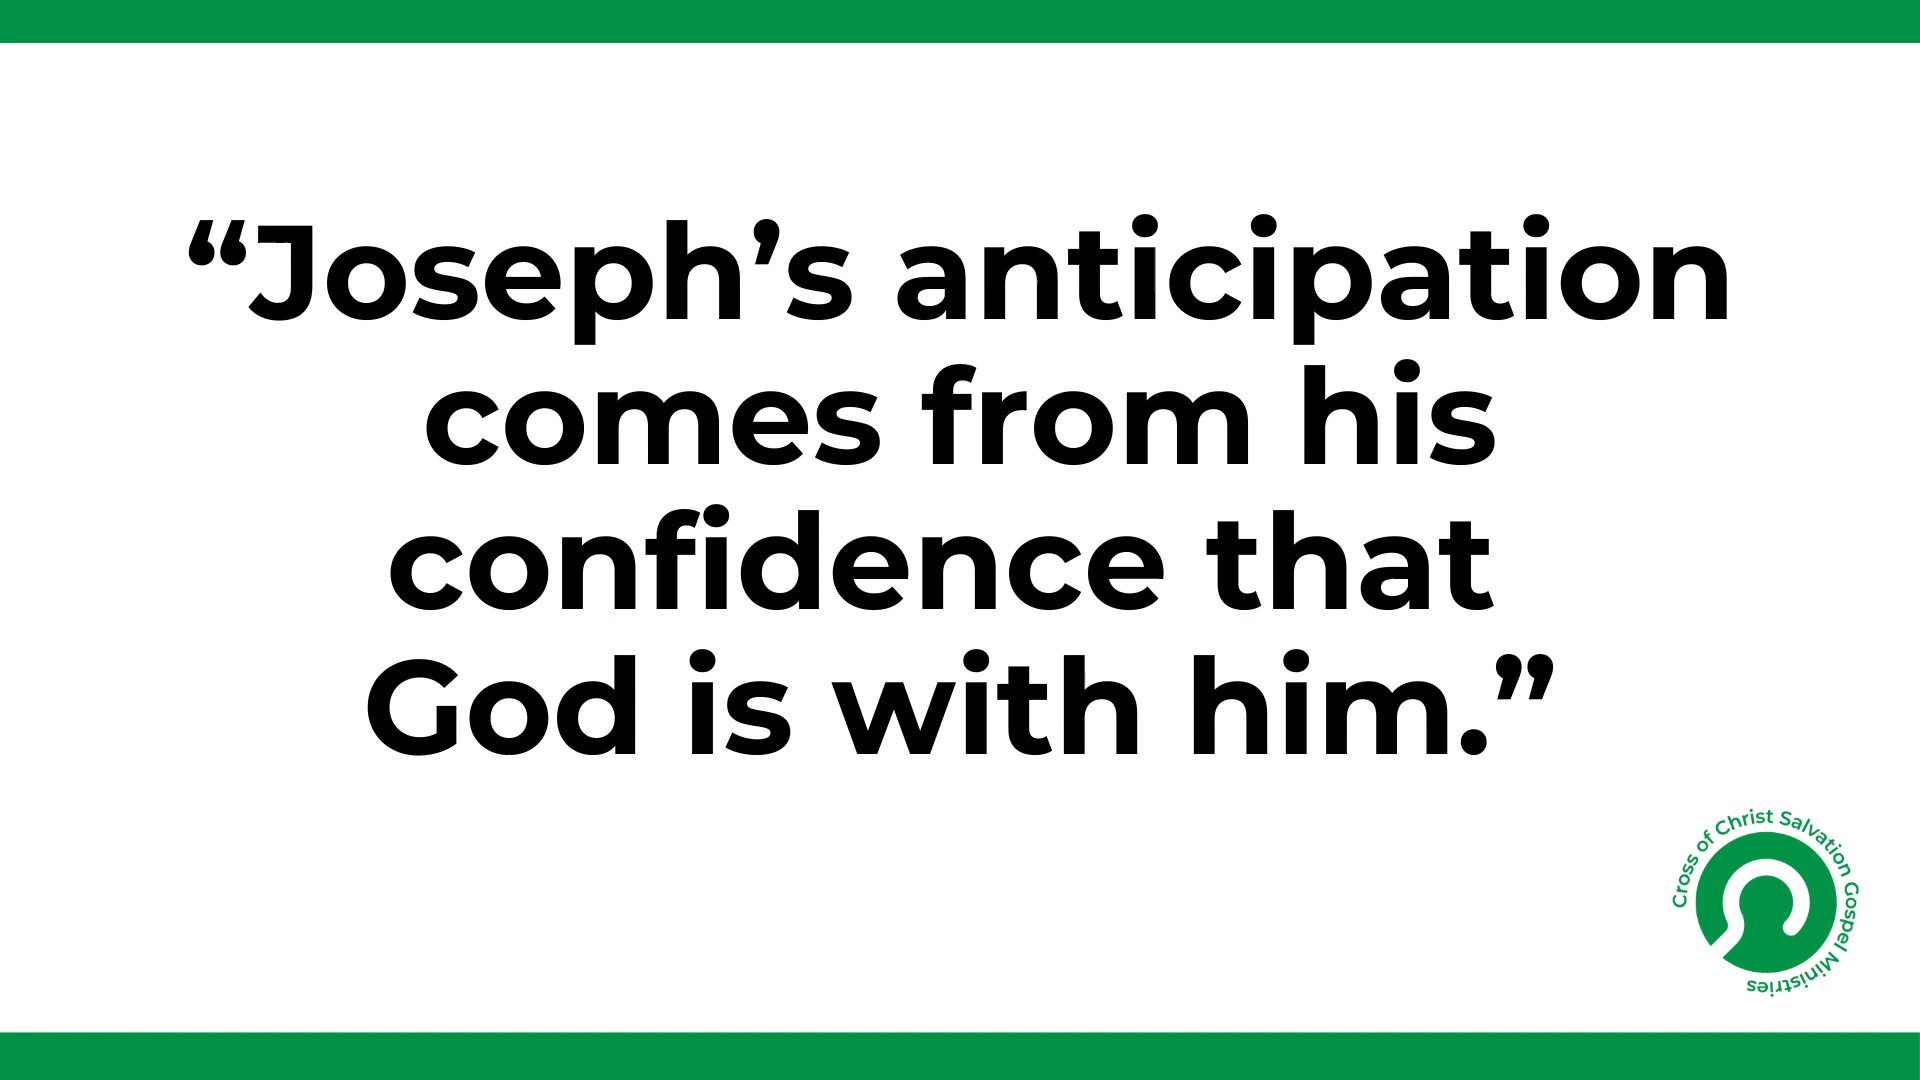 “Joseph’s anticipation
comes from his
confidence that
God is with him.”
Cross of Christ Salvation Gospel Ministries